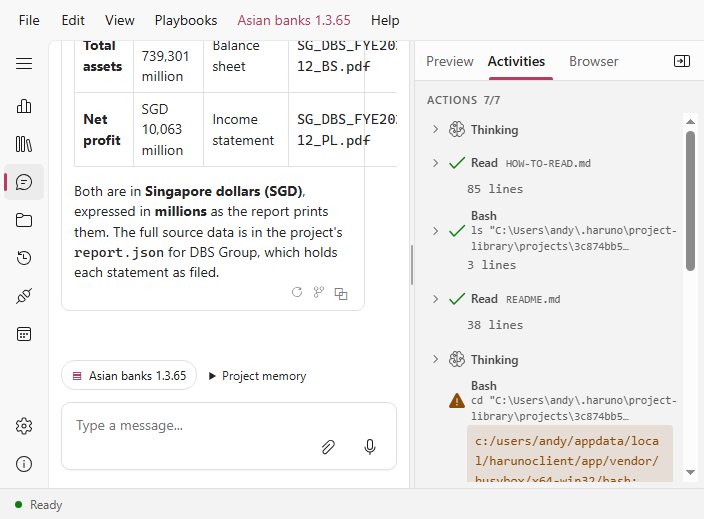 File Edit View Playbooks Asian banks 1.3.65 Help
Total assets
739,301 million
Balance sheet
SG_DBS_FYE20
12_BS.pdf
Net profit
SGD 10,063 million
Income statement
SG_DBS_FYE20
12_PL.pdf
Both are in Singapore dollars (SGD),
expressed in millions as the report prints
them. The full source data is in the project's
report.json for DBS Group, which holds
each statement as filed.
Asian banks 1.3.65
Project memory
Type a message...
Ready
Preview Activities Browser
ACTIONS 7/7
Thinking
Read HOW-TO-READ.md
85 lines
Bash
ls "C:\Users\andy\.haruno\project-
library\projects\3c874bb5…
3 lines
Read README.md
38 lines
Thinking
Bash
cd "C:\Users\andy\.haruno\project-
library\projects\3c874bb5…
c:/users/andy/appdata/loca
l/harunoclient/app/vendor/
busybox/x64-win32/bash: